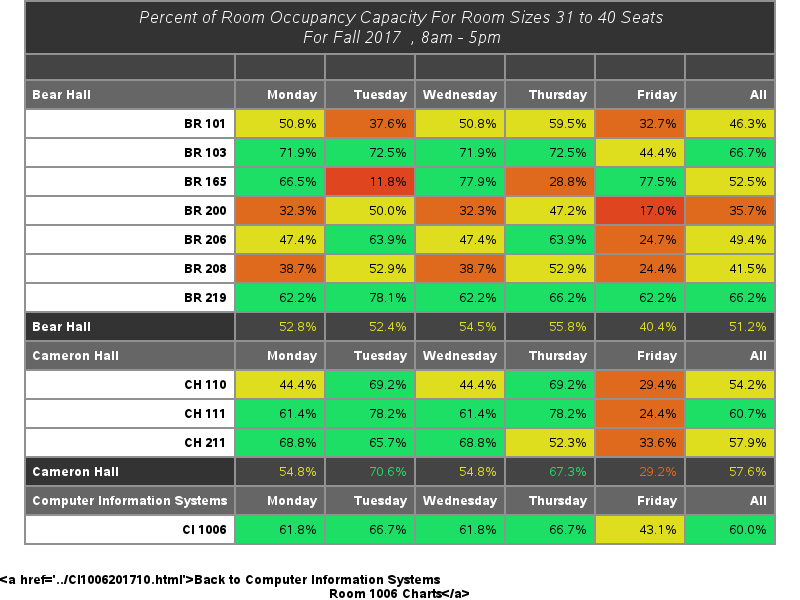 Percent of Room Occupancy Capacity For Room Sizes 31 to 40 Seats
For Fall 2017 , 8am - 5pm
Bear Hall Monday Tuesday Wednesday Thursday Friday All
BR 101 50.8% 37.6% 50.8% 59.5% 32.7% 46.3%
BR 103 71.9% 72.5% 71.9% 72.5% 44.4% 66.7%
BR 165 66.5% 11.8% 77.9% 28.8% 77.5% 52.5%
BR 200 32.3% 50.0% 32.3% 47.2% 17.0% 35.7%
BR 206 47.4% 63.9% 47.4% 63.9% 24.7% 49.4%
BR 208 38.7% 52.9% 38.7% 52.9% 24.4% 41.5%
BR 219 62.2% 78.1% 62.2% 66.2% 62.2% 66.2%
Bear Hall 52.8% 52.4% 54.5% 55.8% 40.4% 51.2%
Cameron Hall Monday Tuesday Wednesday Thursday Friday All
CH 110 44.4% 69.2% 44.4% 69.2% 29.4% 54.2%
CH 111 61.4% 78.2% 61.4% 78.2% 24.4% 60.7%
CH 211 68.8% 65.7% 68.8% 52.3% 33.6% 57.9%
Cameron Hall 54.8% 70.6% 54.8% 67.3% 29.2% 57.6%
Computer Information Systems Monday Tuesday Wednesday Thursday Friday All
CI 1006 61.8% 66.7% 61.8% 66.7% 43.1% 60.0%
<a href='../CI1006201710.html'>Back to Computer Information Systems
Room 1006 Charts</a>